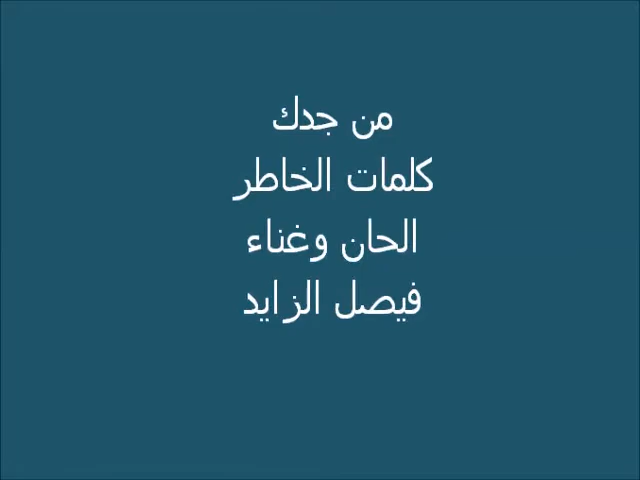 من جدك
كلمات الخاطر
الحان وغناء
فيصل الزايد